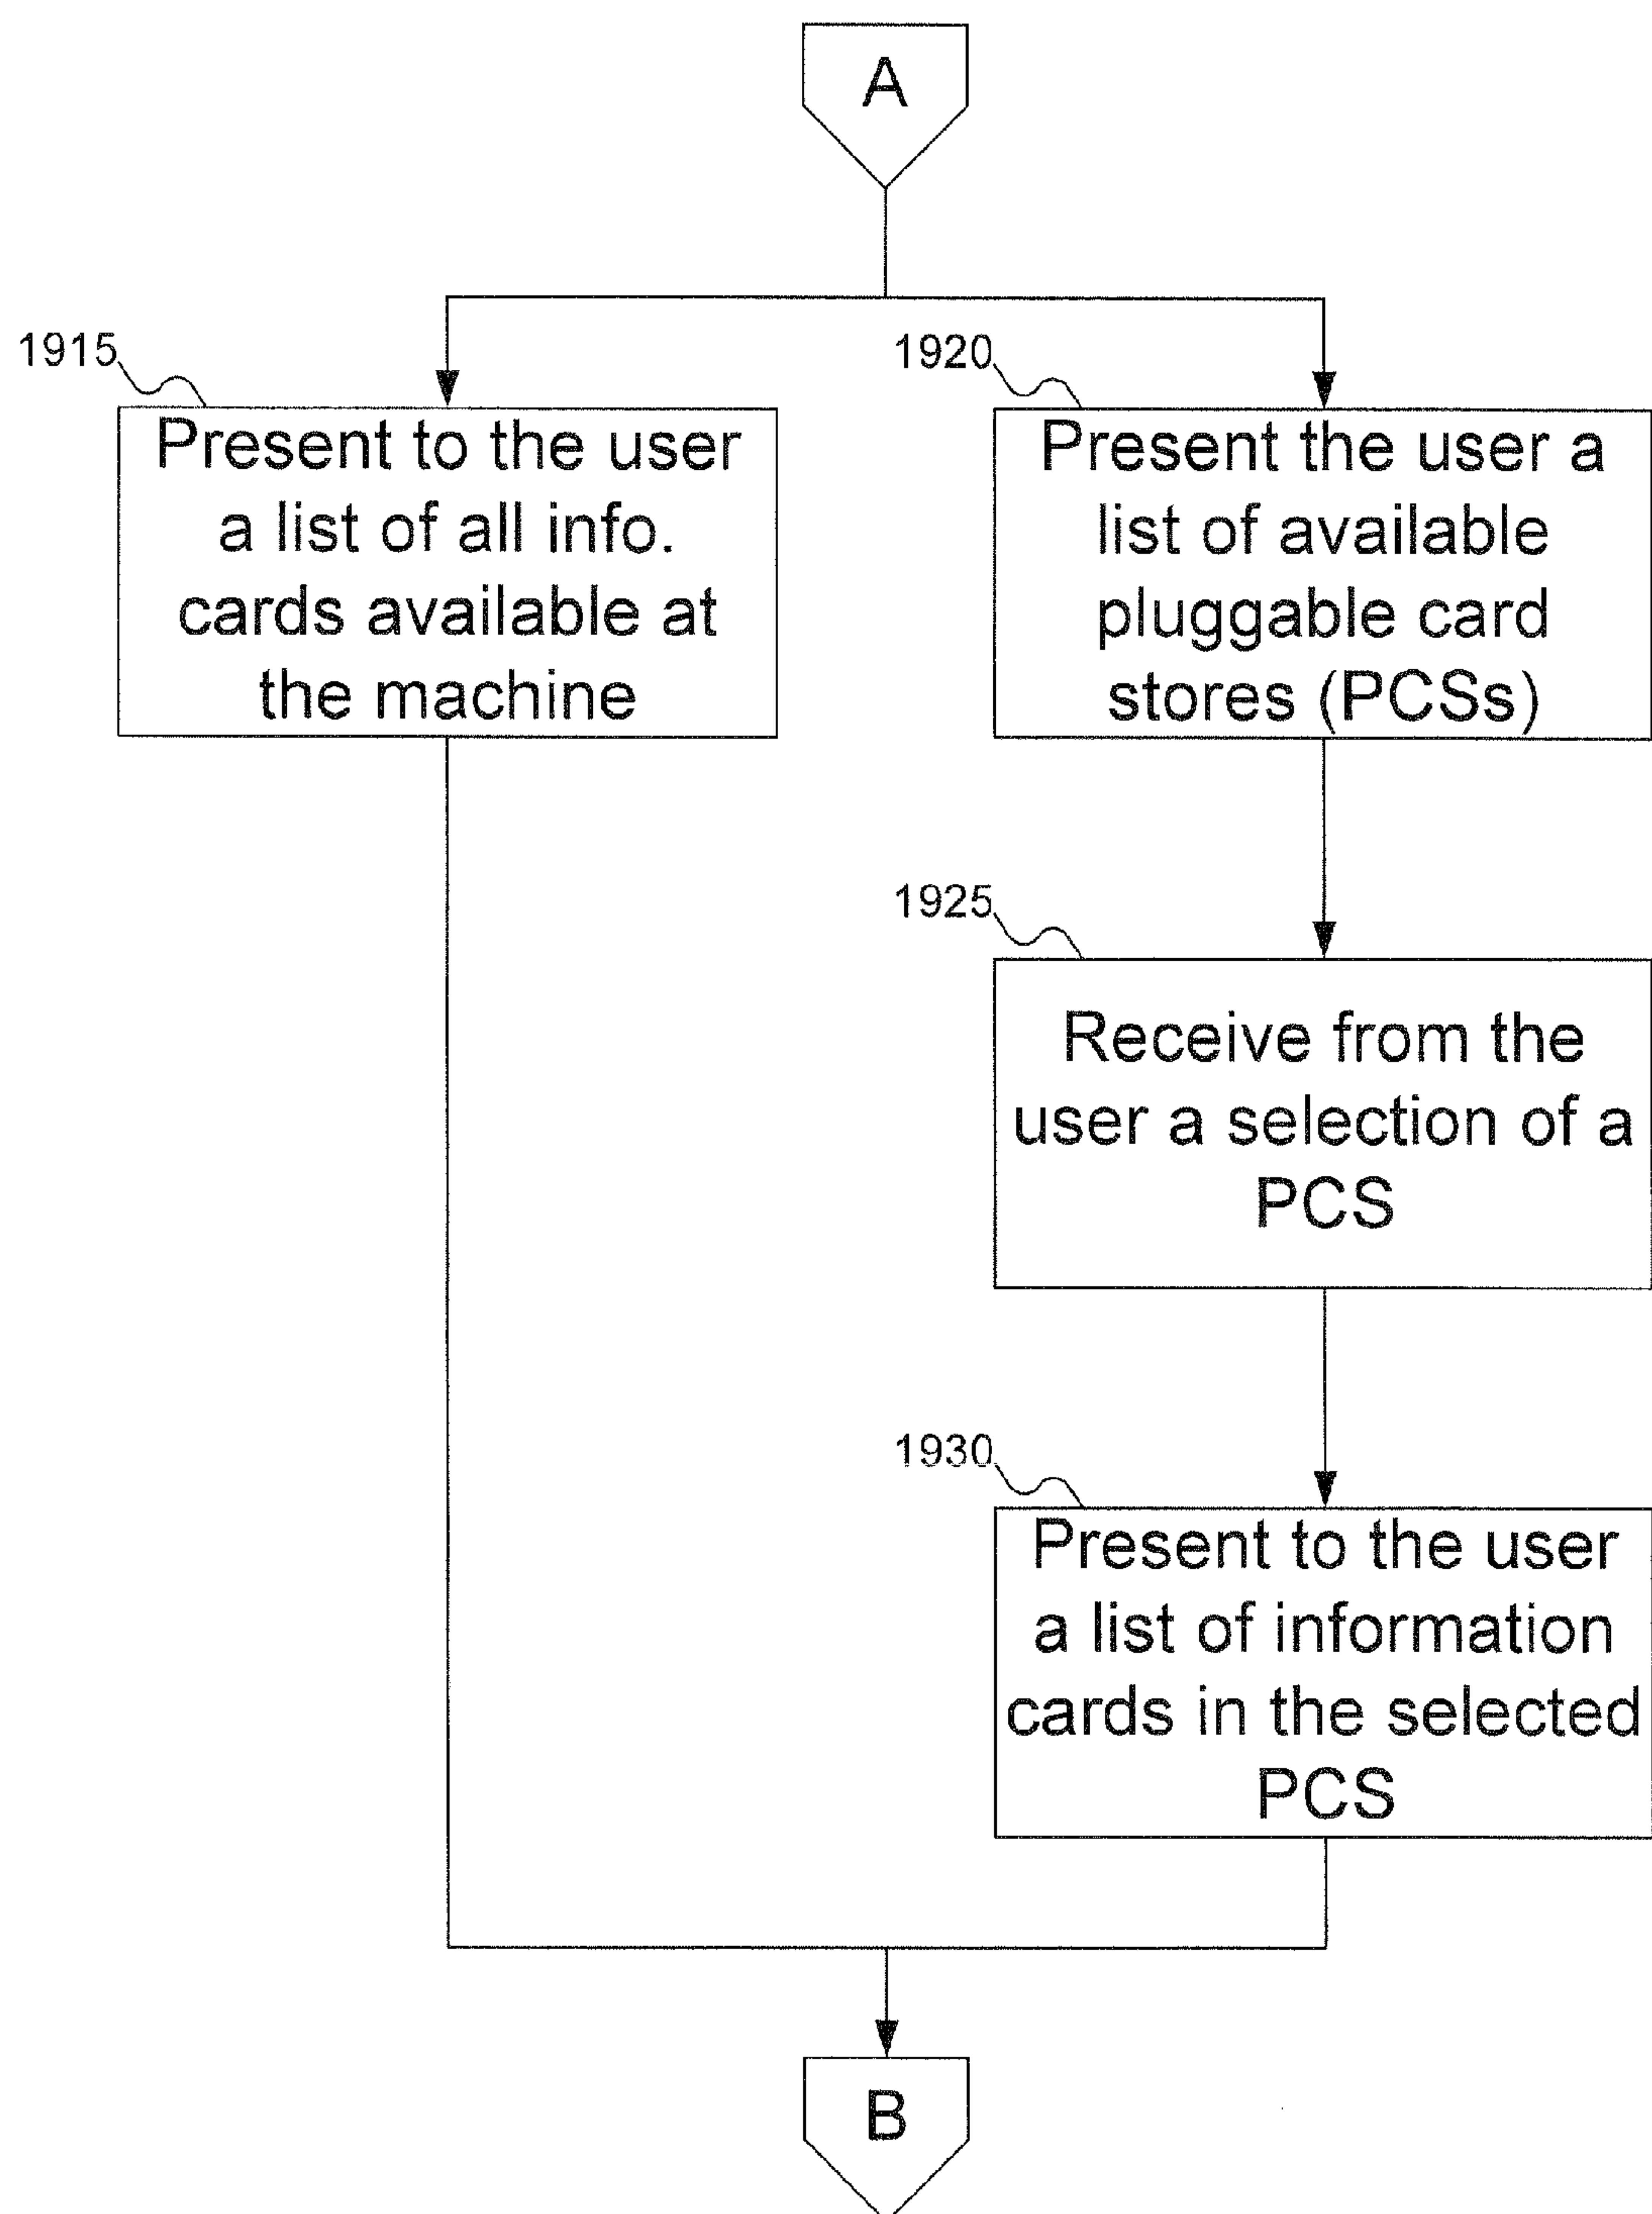 A
1915
Present to the user
a list of all info.
cards available at
the machine
1920
Present the user a
list of available
pluggable card
stores (PCSs)
1925
Receive from the
user a selection of a
PCS
1930
Present to the user
a list of information
cards in the selected
PCS
B